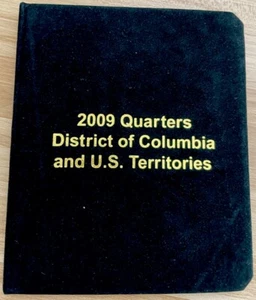 2009 Quarters
District of Columbia
and U.S. Territories